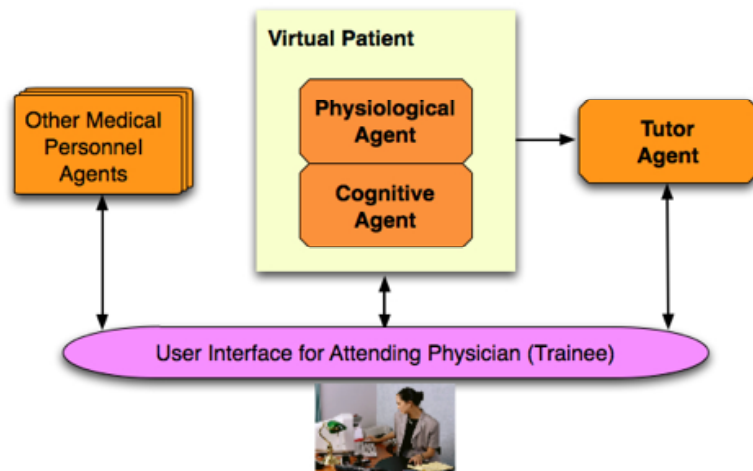 Virtual Patient
Other Medical
Personnel
Agents
Physiological
Agent
Cognitive
Agent
Tutor
Agent
User Interface for Attending Physician (Trainee)